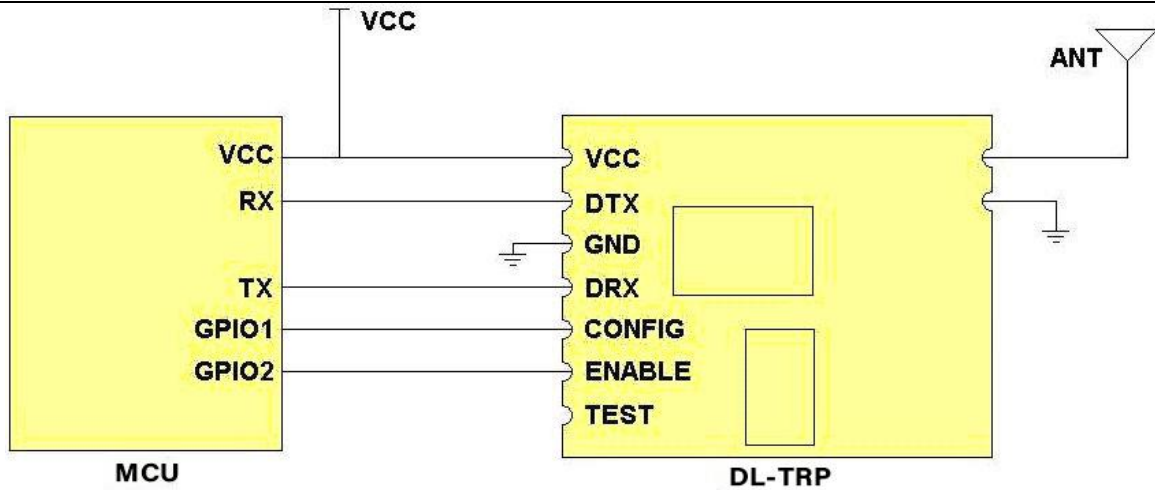 VCC
ANT
VCC
RX
TX
GPIO1
GPIO2
MCU
VCC
DTX
GND
DRX
CONFIG
ENABLE
TEST
DL-TRP